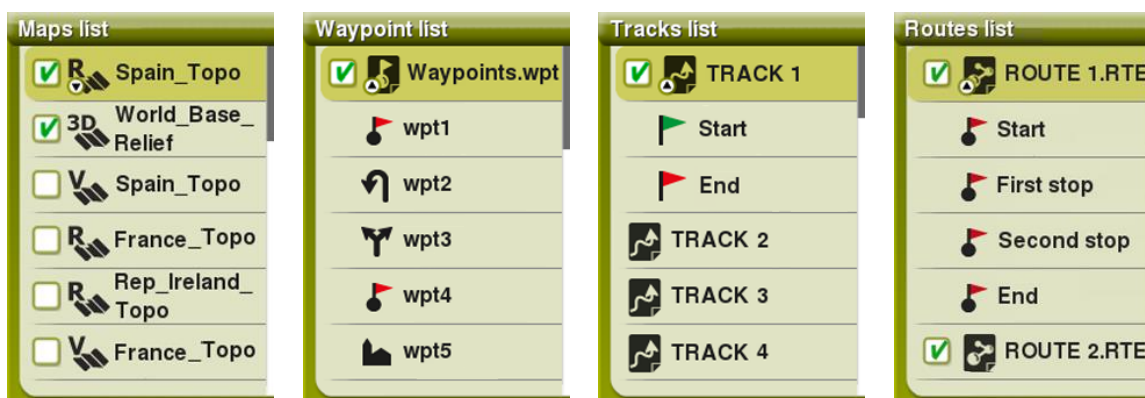 Maps list
R Spain_Topo
3D World_Base_
Relief
V Spain_Topo
R France_Topo
R Rep_Ireland_
Topo
V France_Topo
Waypoint list
Waypoints.wpt
wpt1
wpt2
wpt3
wpt4
wpt5
Tracks list
TRACK 1
Start
End
TRACK 2
TRACK 3
TRACK 4
Routes list
ROUTE 1.RTE
Start
First stop
Second stop
End
ROUTE 2.RTE